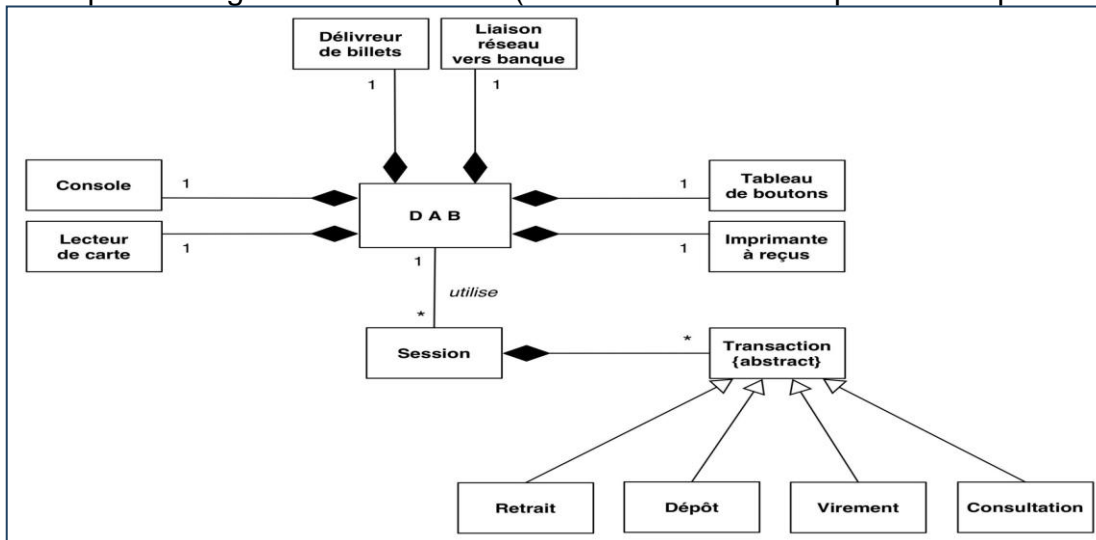 Délivreur
de billets
Liaison
réseau
vers banque
1
1
Console
1
Tableau
de boutons
1
D A B
Lecteur
de carte
1
Imprimante
à reçus
1
1
utilise
*
Session
*
Transaction
{abstract}
Retrait
Dépôt
Virement
Consultation